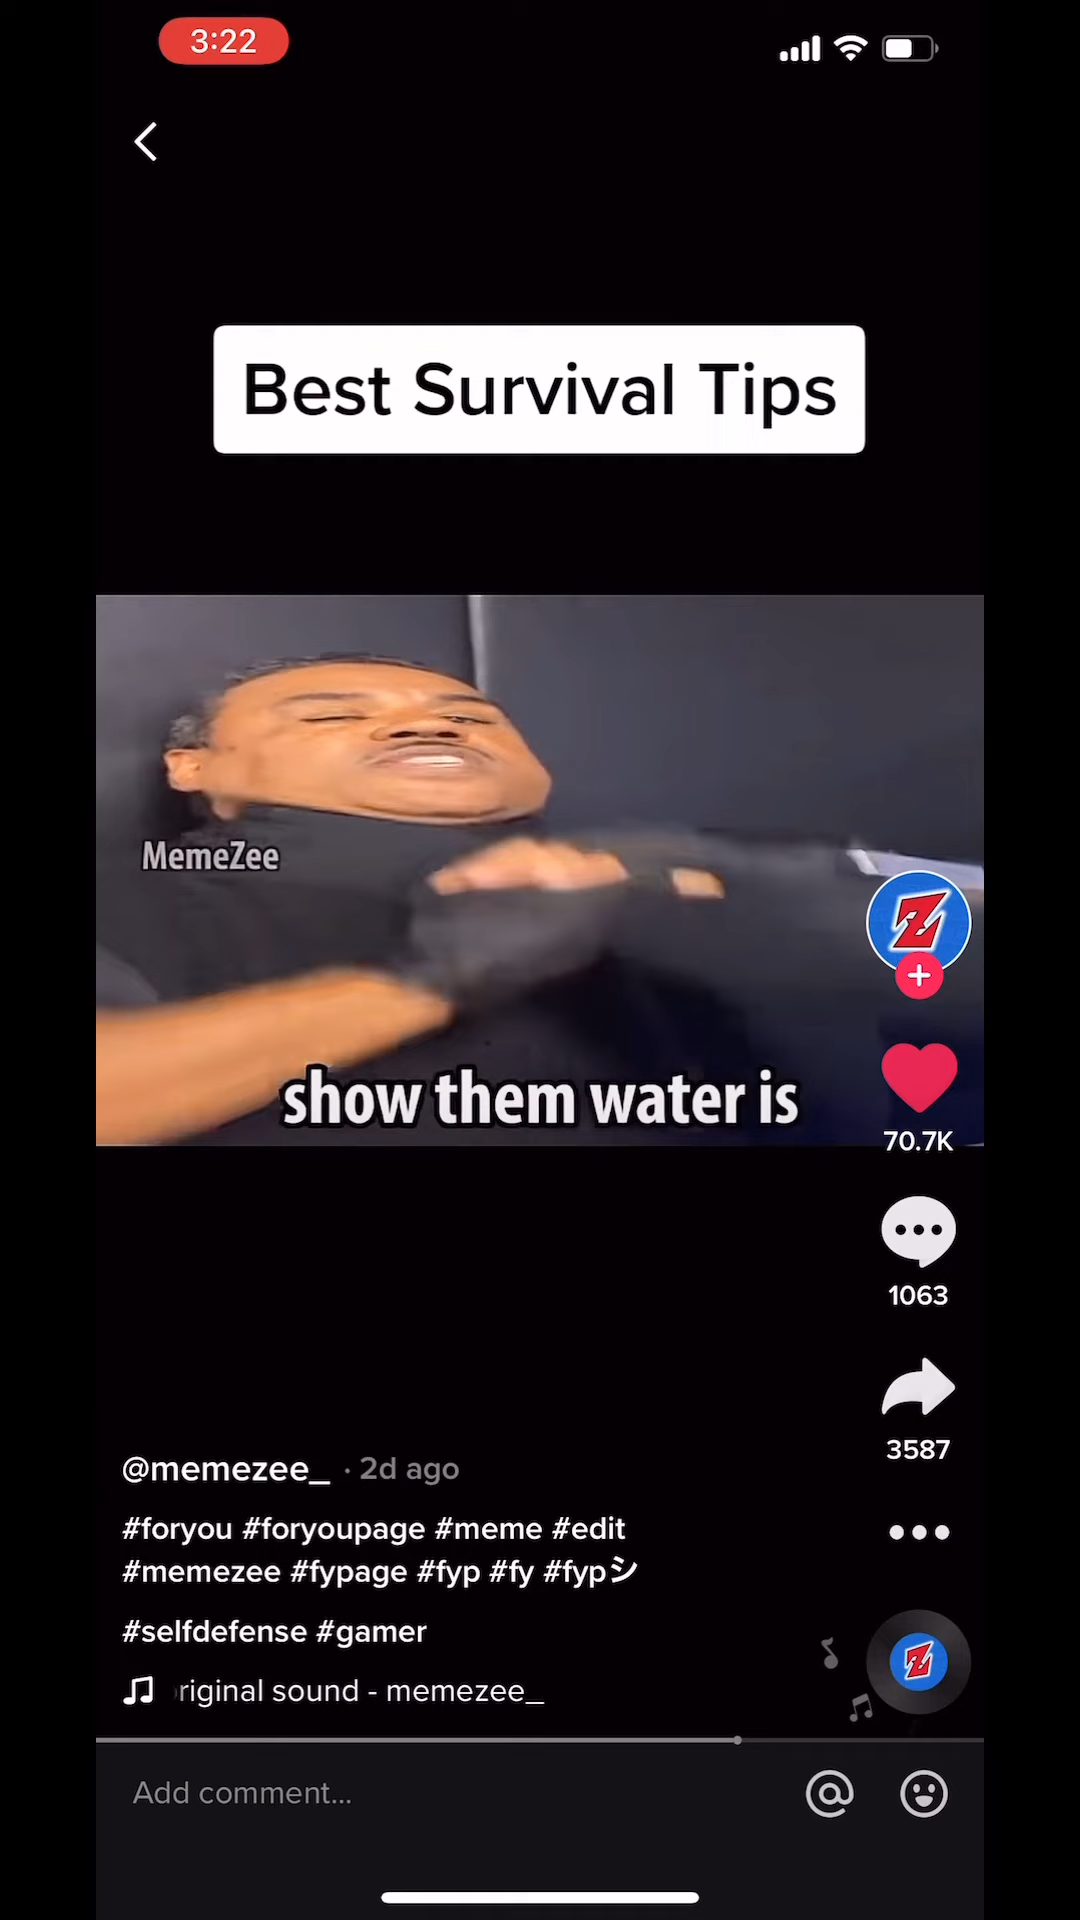 3:22
Best Survival Tips
MemeZee
show them water is
70.7K
1063
3587
@memezee_ · 2d ago
#foryou #foryoupage #meme #edit
#memezee #fypage #fyp #fy #fypシ
#selfdefense #gamer
riginal sound - memezee_
Add comment...